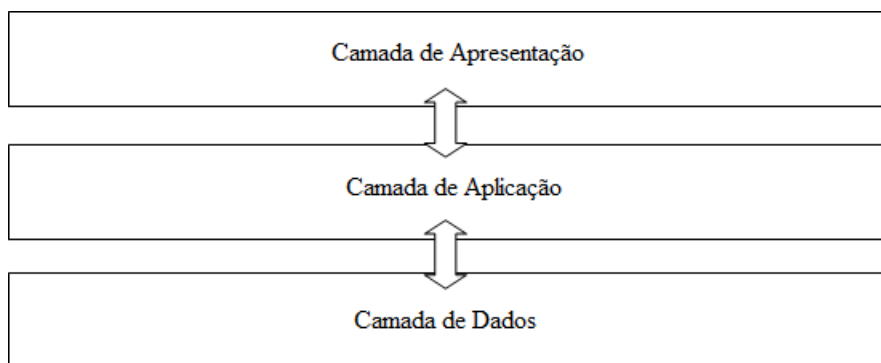 Camada de Apresentação
Camada de Aplicação
Camada de Dados